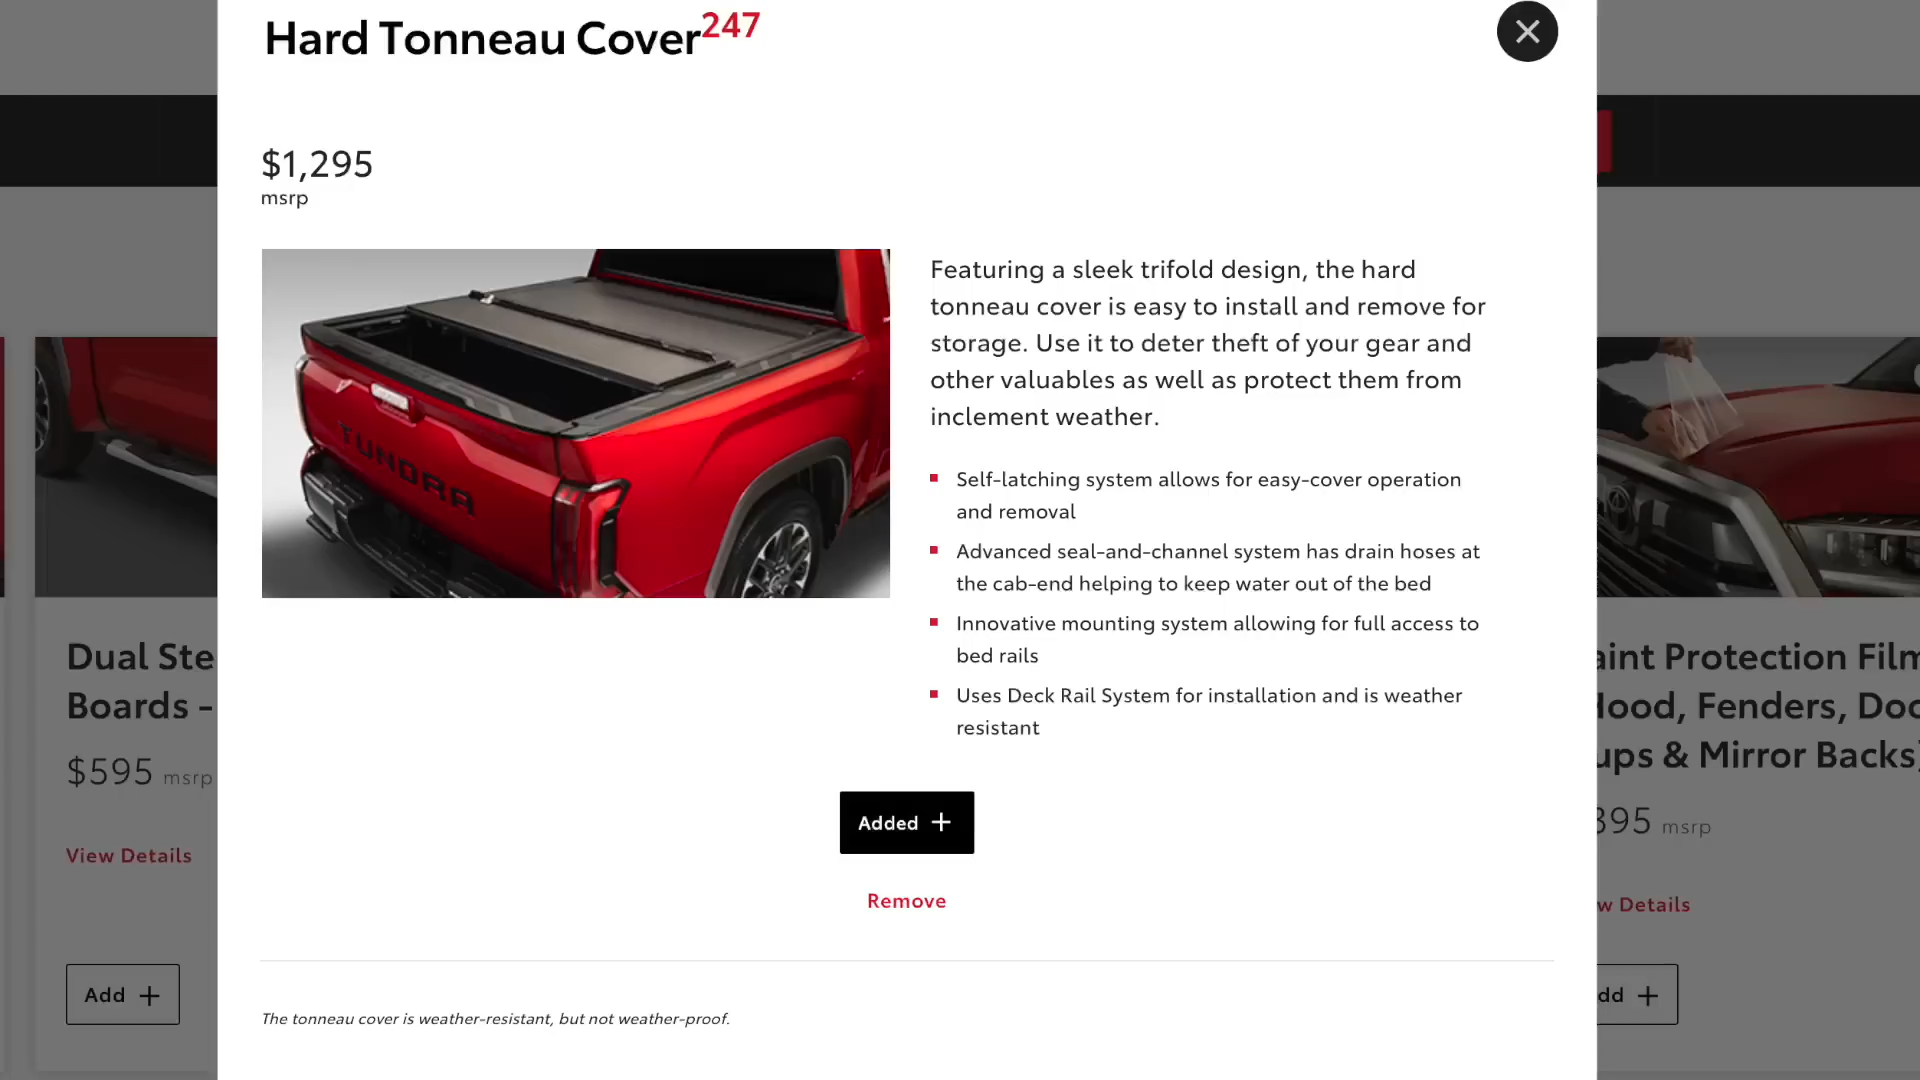 Hard Tonneau Cover247
$1,295
msrp
TUNDRA
Featuring a sleek trifold design, the hard
tonneau cover is easy to install and remove for
storage. Use it to deter theft of your gear and
other valuables as well as protect them from
inclement weather.
Self-latching system allows for easy-cover operation
and removal
Advanced seal-and-channel system has drain hoses at
the cab-end helping to keep water out of the bed
Innovative mounting system allowing for full access to
bed rails
Uses Deck Rail System for installation and is weather
resistant
Added +
Remove
The tonneau cover is weather-resistant, but not weather-proof.
Dual Ste
Boards -
$595 msrp
View Details
Add +
aint Protection Film
Hood, Fenders, Doo
ups & Mirror Backs)
395 msrp
w Details
dd +